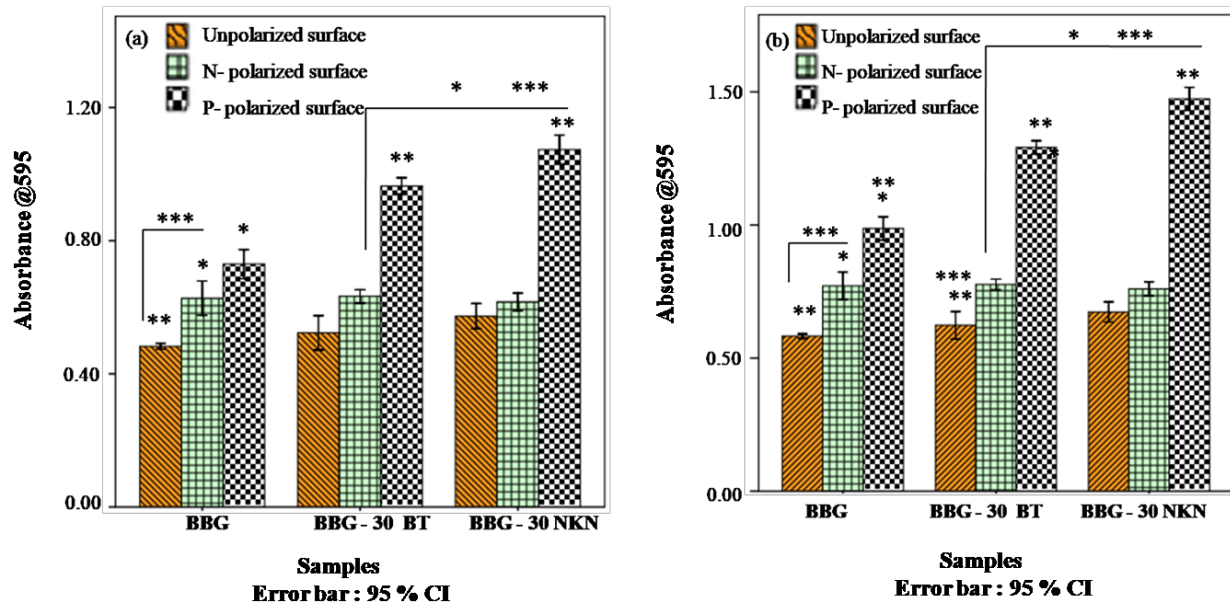 (a)
Unpolarized surface
N- polarized surface
P- polarized surface
* ***
**
**
***
*
*
**
1.20
0.80
0.40
0.00
Absorbance @595
BBG
BBG - 30 BT
BBG - 30 NKN
Samples
Error bar : 95 % CI
(b)
Unpolarized surface
N- polarized surface
P- polarized surface
* ***
**
**
*
**
*
***
*
***
**
**
1.50
1.00
0.50
0.00
Absorbance @595
BBG
BBG - 30 BT
BBG - 30 NKN
Samples
Error bar : 95 % CI